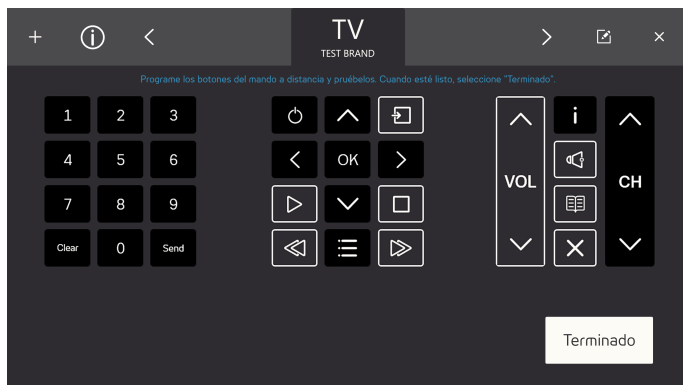 TV
TEST BRAND
Programe los botones del mando a distancia y pruébelos. Cuando esté listo, seleccione "Terminado".
1 2 3
4 5 6 OK
VOL CH
7 8 9
Clear 0 Send
Terminado